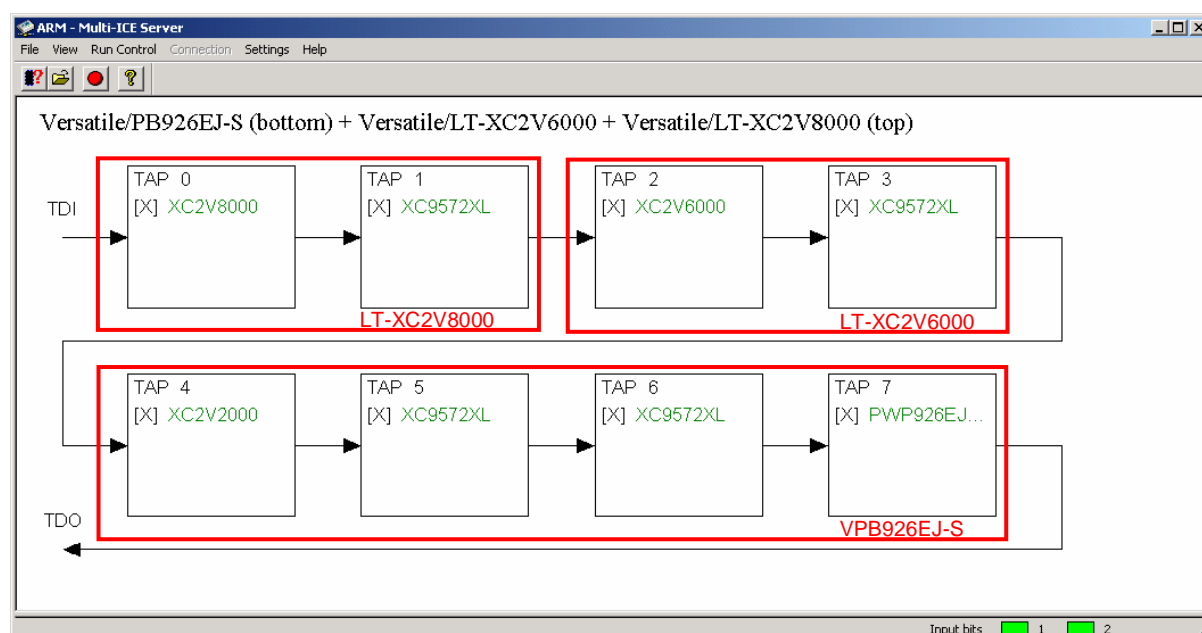 ARM - Multi-ICE Server
File View Run Control Connection Settings Help
Versatile/PB926EJ-S (bottom) + Versatile/LT-XC2V6000 + Versatile/LT-XC2V8000 (top)
TDI
TAP 0
[X] XC2V8000
TAP 1
[X] XC9572XL
LT-XC2V8000
TAP 2
[X] XC2V6000
TAP 3
[X] XC9572XL
LT-XC2V6000
TAP 4
[X] XC2V2000
TAP 5
[X] XC9572XL
TAP 6
[X] XC9572XL
TAP 7
[X] PWP926EJ...
VPB926EJ-S
TDO
Input bits 1 2